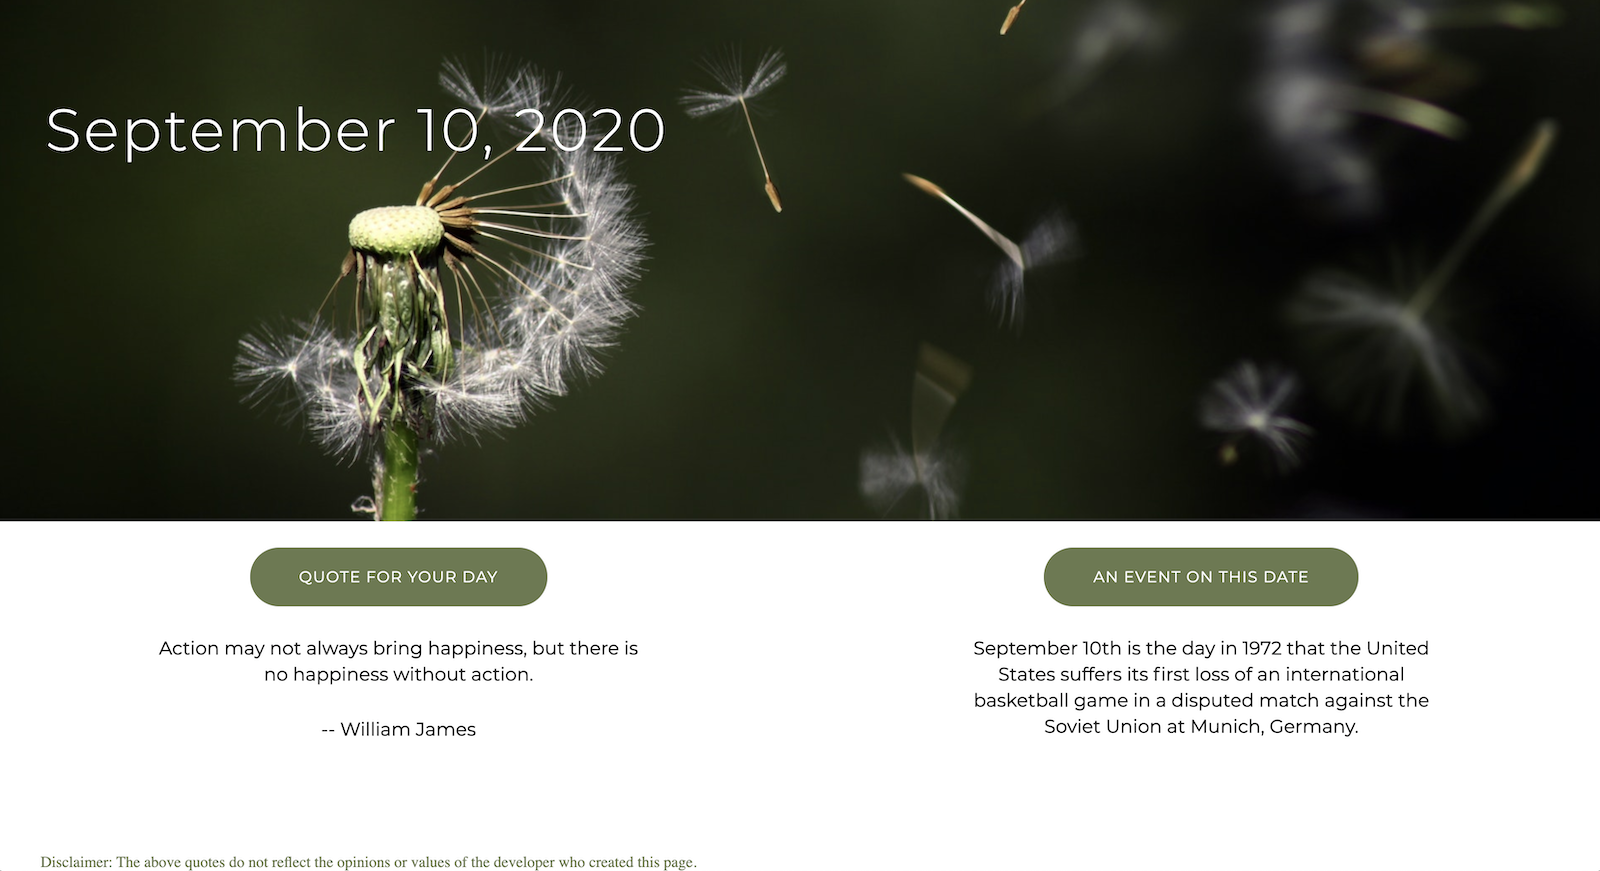 September 10, 2020
QUOTE FOR YOUR DAY
Action may not always bring happiness, but there is
no happiness without action.
-- William James
AN EVENT ON THIS DATE
September 10th is the day in 1972 that the United
States suffers its first loss of an international
basketball game in a disputed match against the
Soviet Union at Munich, Germany.
Disclaimer: The above quotes do not reflect the opinions or values of the developer who created this page.